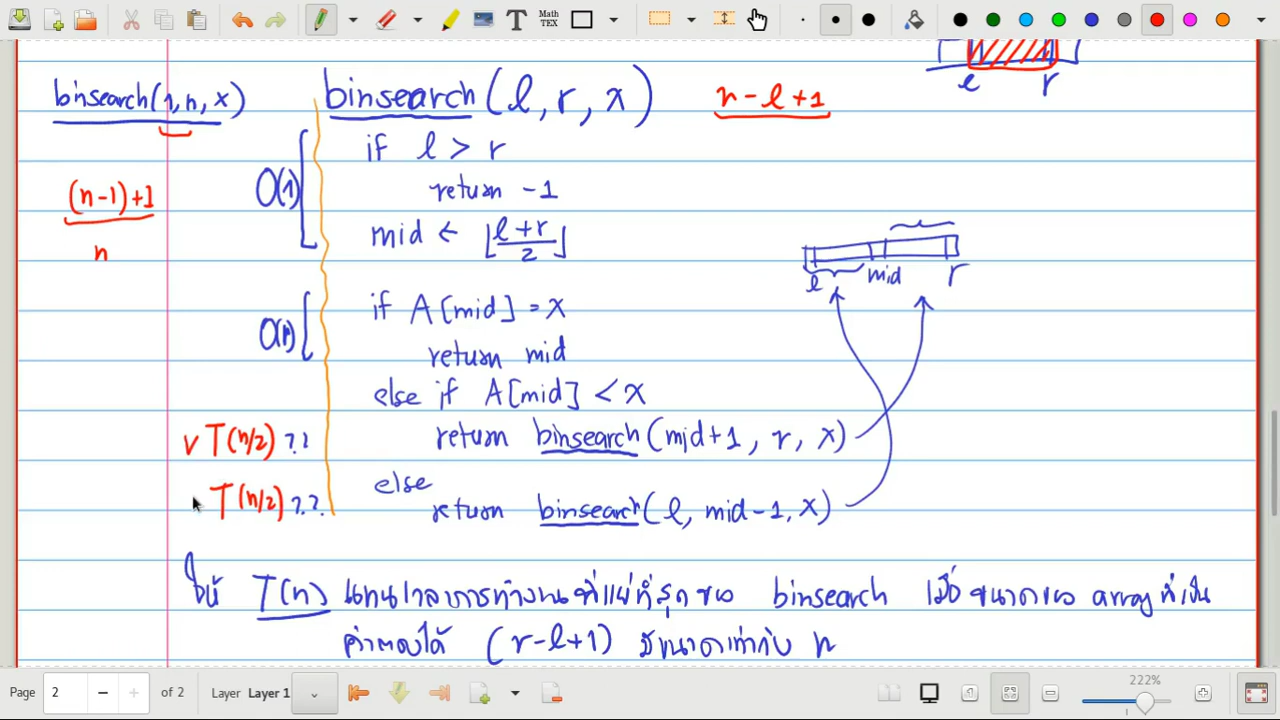 Math
TEX
l r
binsearch(1, n, x)
binsearch(l, r, x)
r-l+1
if l > r
O(1)
return -1
(n-1)+1
mid ← ⌊l+r/2⌋
n
l mid r
if A[mid] = x
O(1)
return mid
else if A[mid] < x
v T(n/2) ??
return binsearch(mid+1, r, x)
else
T(n/2) ??
return binsearch(l, mid-1, x)
ให้ T(n) แทนเวลาการทำงานที่แย่ที่สุดของ binsearch เมื่อขนาดของ array ที่เป็น
คำตอบได้ (r-l+1) มีขนาดเท่ากับ n
Page 2 of 2 Layer Layer 1 222%